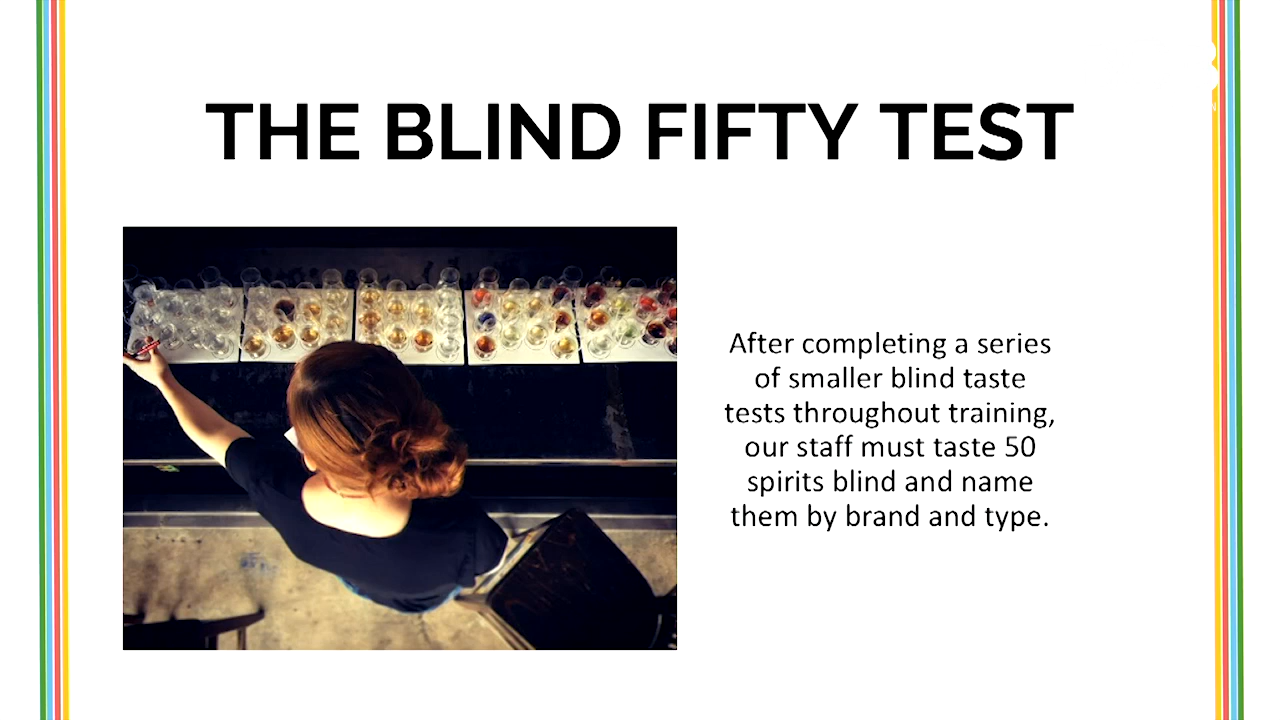 THE BLIND FIFTY TEST
After completing a series
of smaller blind taste
tests throughout training,
our staff must taste 50
spirits blind and name
them by brand and type.